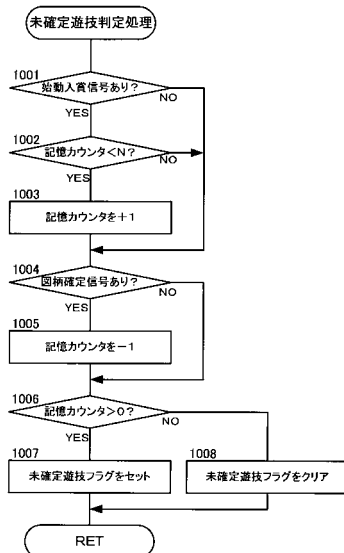 未確定遊技判定処理
1001
始動入賞信号あり?
NO
YES
1002
記憶カウンタ<N?
NO
YES
1003
記憶カウンタを+1
1004
図柄確定信号あり?
NO
YES
1005
記憶カウンタを-1
1006
記憶カウンタ>0?
NO
YES
1007
未確定遊技フラグをセット
1008
未確定遊技フラグをクリア
RET